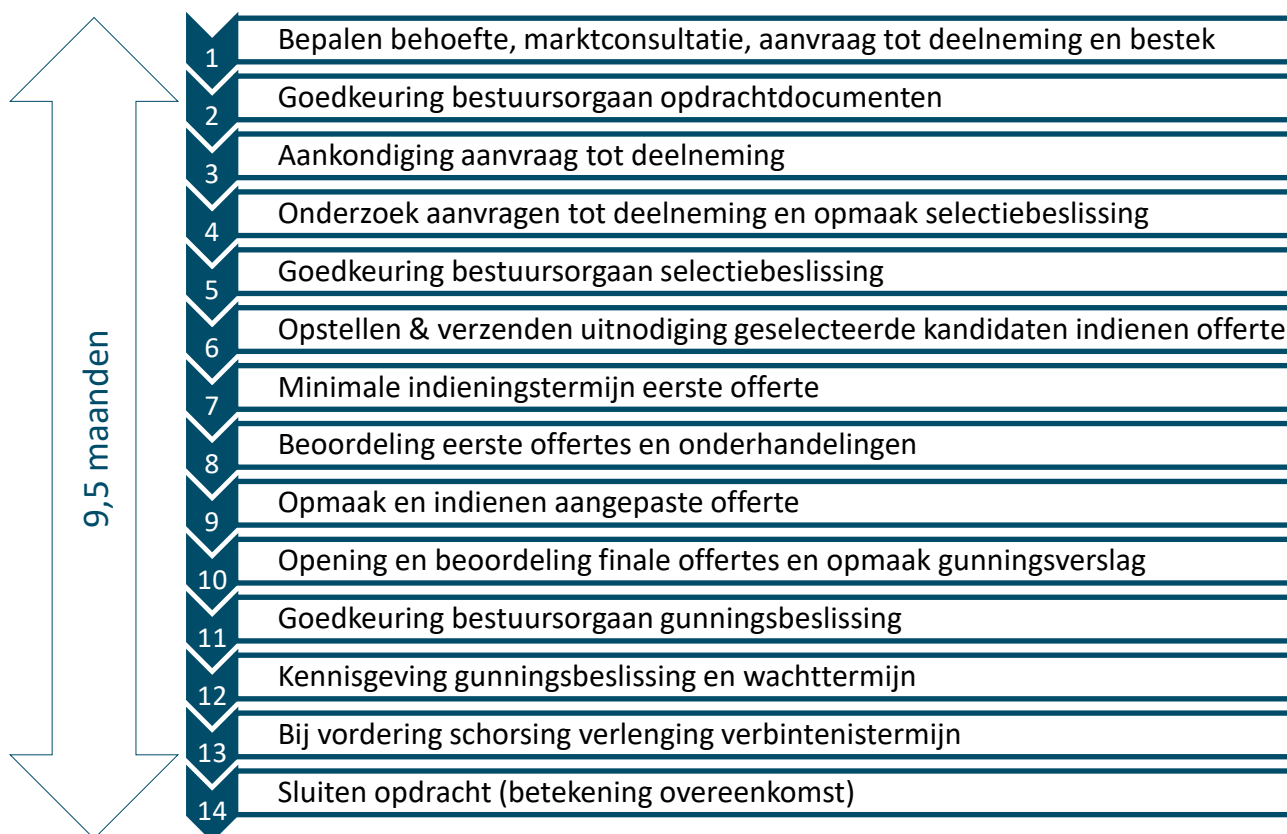 9,5 maanden
1 Bepalen behoefte, marktconsultatie, aanvraag tot deelneming en bestek
2 Goedkeuring bestuursorgaan opdrachtdocumenten
3 Aankondiging aanvraag tot deelneming
4 Onderzoek aanvragen tot deelneming en opmaak selectiebeslissing
5 Goedkeuring bestuursorgaan selectiebeslissing
6 Opstellen & verzenden uitnodiging geselecteerde kandidaten indienen offerte
7 Minimale indieningstermijn eerste offerte
8 Beoordeling eerste offertes en onderhandelingen
9 Opmaak en indienen aangepaste offerte
10 Opening en beoordeling finale offertes en opmaak gunningsverslag
11 Goedkeuring bestuursorgaan gunningsbeslissing
12 Kennisgeving gunningsbeslissing en wachttermijn
13 Bij vordering schorsing verlenging verbintenistermijn
14 Sluiten opdracht (betekening overeenkomst)